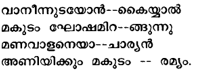 വാനീന്നുടയോൻ--കൈയ്യാൽ
മകുടം ഘോഷമിറ--ങ്ങുന്നു
മണവാളനെയാ--ചാര്യൻ
അണിയിക്കും മകുടം-- രമ്യം.